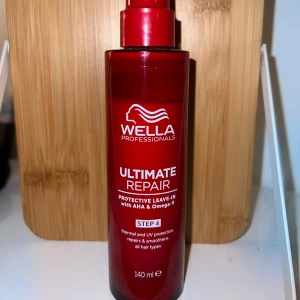 WELLA
PROFESSIONALS
ULTIMATE
REPAIR
PROTECTIVE LEAVE-IN
with AHA & Omega-9
STEP 4
thermal and UV protection,
repairs & smoothens
all hair types
140 ml ℮